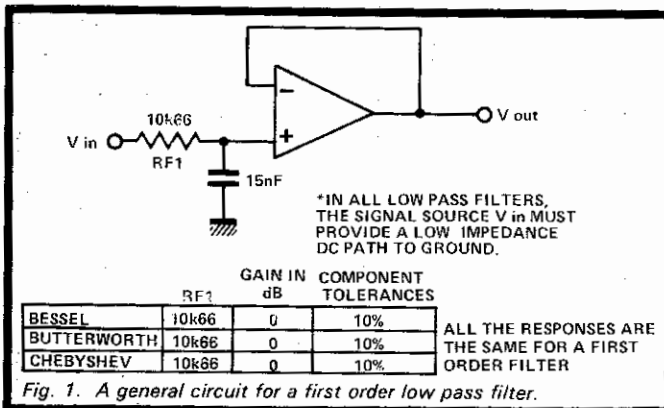 10k66
V in
RF1
15nF
−
+
V out
*IN ALL LOW PASS FILTERS,
THE SIGNAL SOURCE V in MUST
PROVIDE A LOW IMPEDANCE
DC PATH TO GROUND.
RF1 GAIN IN dB COMPONENT TOLERANCES
BESSEL 10k66 0 10%
BUTTERWORTH 10k66 0 10%
CHEBYSHEV 10k66 0 10%
ALL THE RESPONSES ARE
THE SAME FOR A FIRST
ORDER FILTER
Fig. 1. A general circuit for a first order low pass filter.